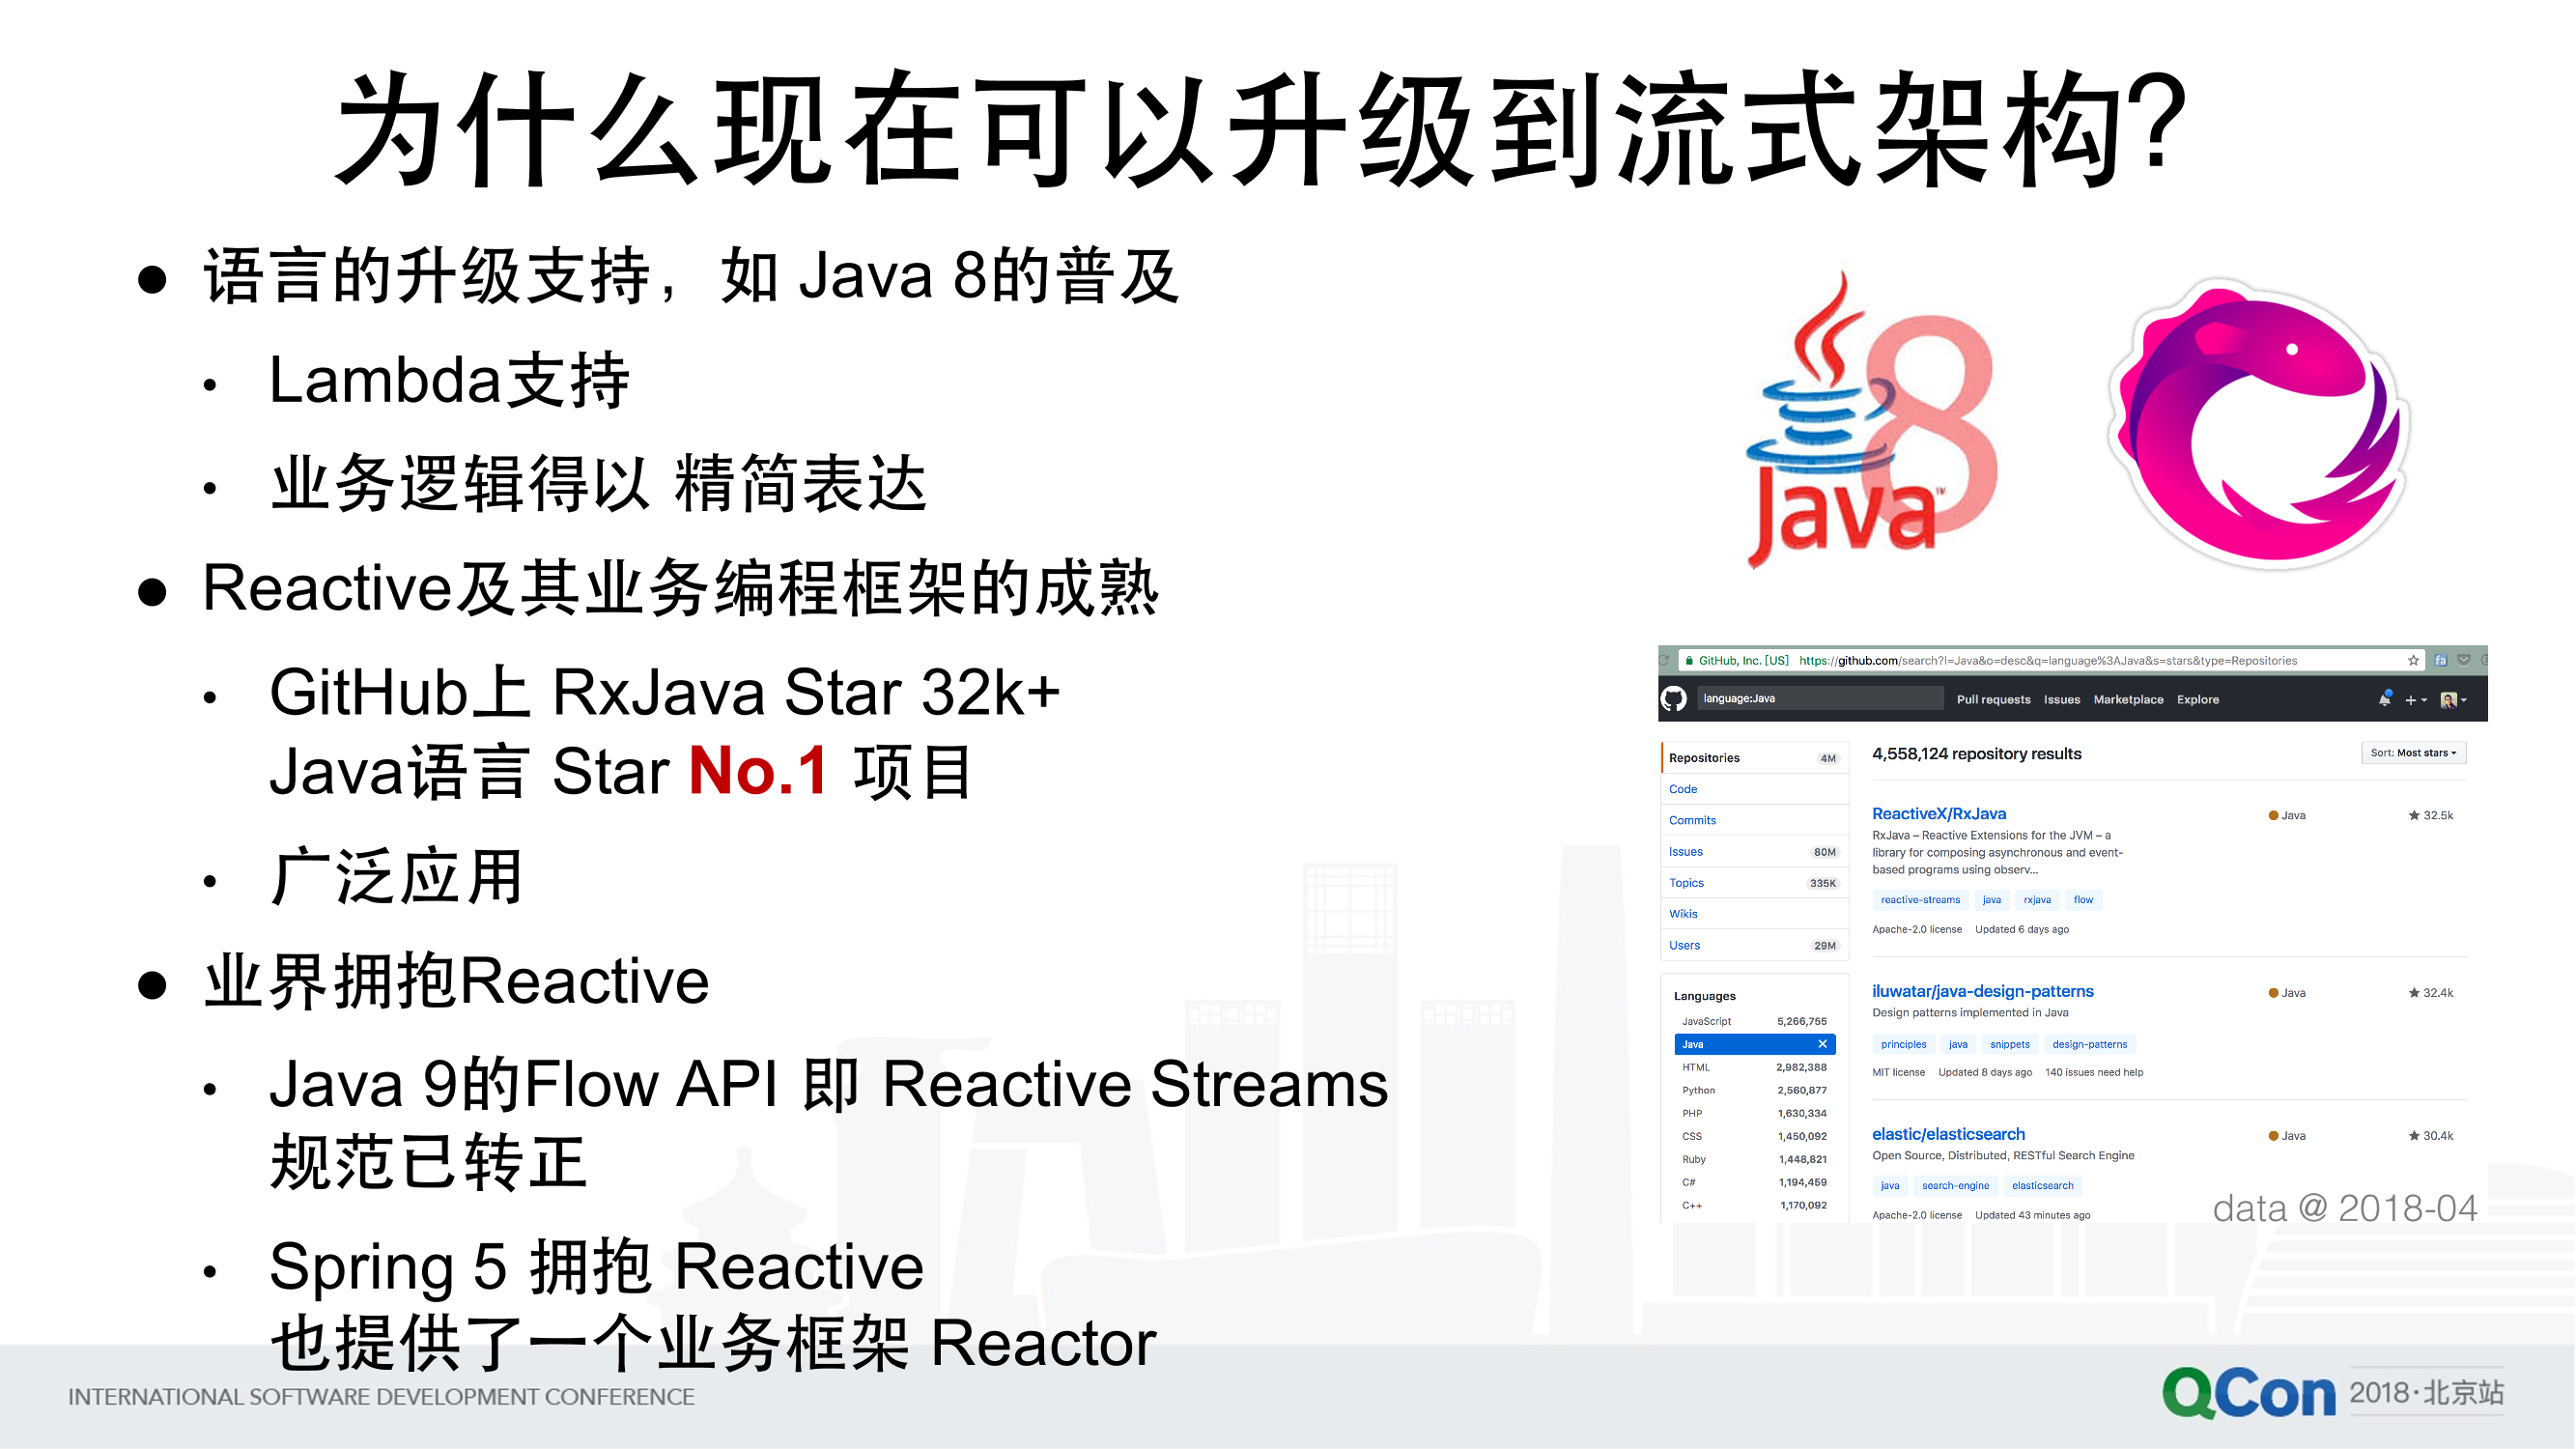 为什么现在可以升级到流式架构?
● 语言的升级支持，如 Java 8的普及
• Lambda支持
• 业务逻辑得以 精简表达
● Reactive及其业务编程框架的成熟
• GitHub上 RxJava Star 32k+
Java语言 Star No.1 项目
• 广泛应用
● 业界拥抱Reactive
• Java 9的Flow API 即 Reactive Streams
规范已转正
• Spring 5 拥抱 Reactive
也提供了一个业务框架 Reactor
Java 8
GitHub, Inc. [US] https://github.com/search?l=Java&o=desc&q=language%3AJava&s=stars&type=Repositories
language:Java Pull requests Issues Marketplace Explore
Repositories 4M
Code
Commits
Issues 80M
Topics 335K
Wikis
Users 29M
Languages
JavaScript 5,266,755
Java ×
HTML 2,982,388
Python 2,560,877
PHP 1,630,334
CSS 1,450,092
Ruby 1,448,821
C# 1,194,459
C++ 1,170,092
4,558,124 repository results Sort: Most stars
ReactiveX/RxJava Java ★ 32.5k
RxJava – Reactive Extensions for the JVM – a
library for composing asynchronous and event-
based programs using observ...
reactive-streams java rxjava flow
Apache-2.0 license Updated 6 days ago
iluwatar/java-design-patterns Java ★ 32.4k
Design patterns implemented in Java
principles java snippets design-patterns
MIT license Updated 8 days ago 140 issues need help
elastic/elasticsearch Java ★ 30.4k
Open Source, Distributed, RESTful Search Engine
java search-engine elasticsearch
Apache-2.0 license Updated 43 minutes ago
data @ 2018-04
INTERNATIONAL SOFTWARE DEVELOPMENT CONFERENCE
QCon 2018·北京站